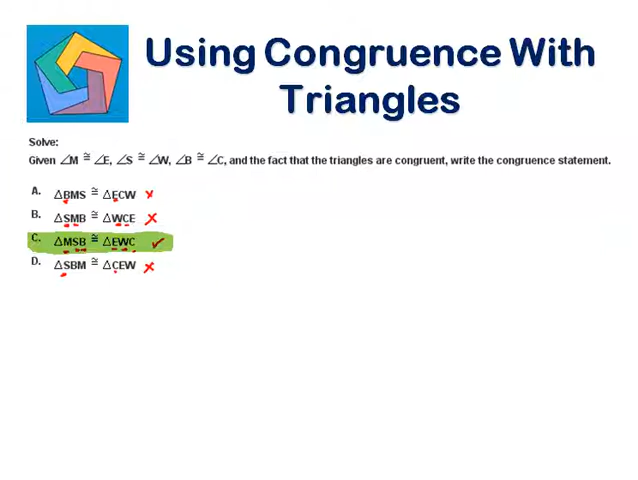 Using Congruence With
Triangles
Solve:
Given ∠M ≅ ∠E, ∠S ≅ ∠W, ∠B ≅ ∠C, and the fact that the triangles are congruent, write the congruence statement.
A. △BMS ≅ △ECW ✗
B. △SMB ≅ △WCE ✗
C. △MSB ≅ △EWC ✓
D. △SBM ≅ △CEW ✗